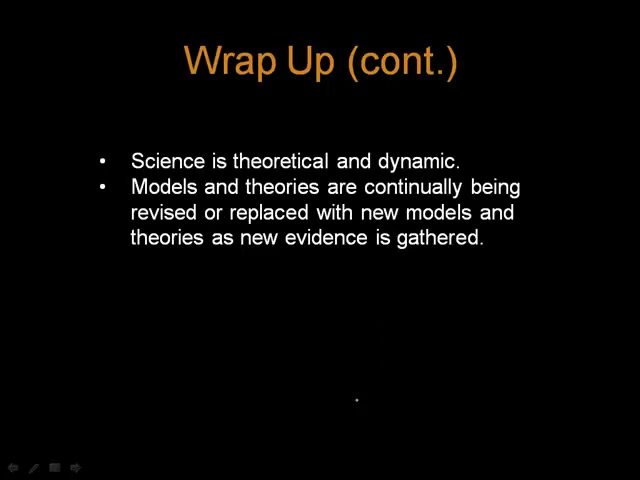 Wrap Up (cont.)
• Science is theoretical and dynamic.
• Models and theories are continually being
revised or replaced with new models and
theories as new evidence is gathered.